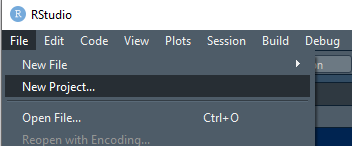 RStudio
File Edit Code View Plots Session Build Debug
New File
New Project...
Open File... Ctrl+O
Reopen with Encoding...